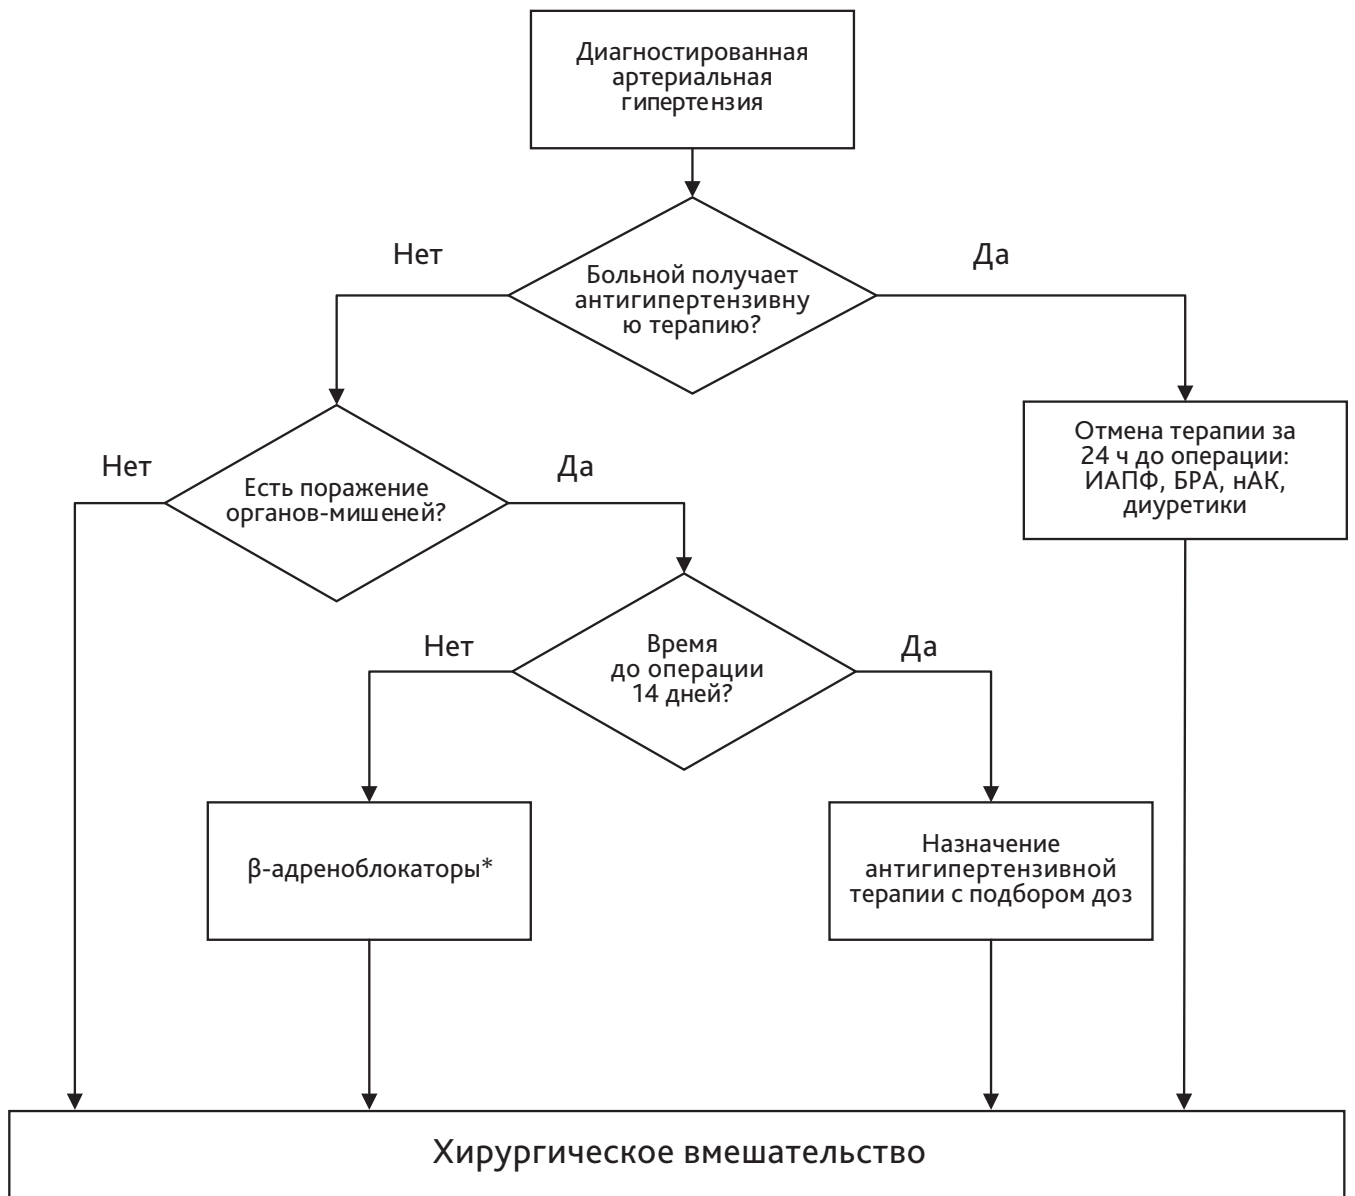 Диагностированная
артериальная
гипертензия
Нет
Да
Больной получает
антигипертензивну
ю терапию?
Нет
Да
Есть поражение
органов-мишеней?
Отмена терапии за
24 ч до операции:
ИАПФ, БРА, нАК,
диуретики
Нет
Да
Время
до операции
14 дней?
β-адреноблокаторы*
Назначение
антигипертензивной
терапии с подбором доз
Хирургическое вмешательство